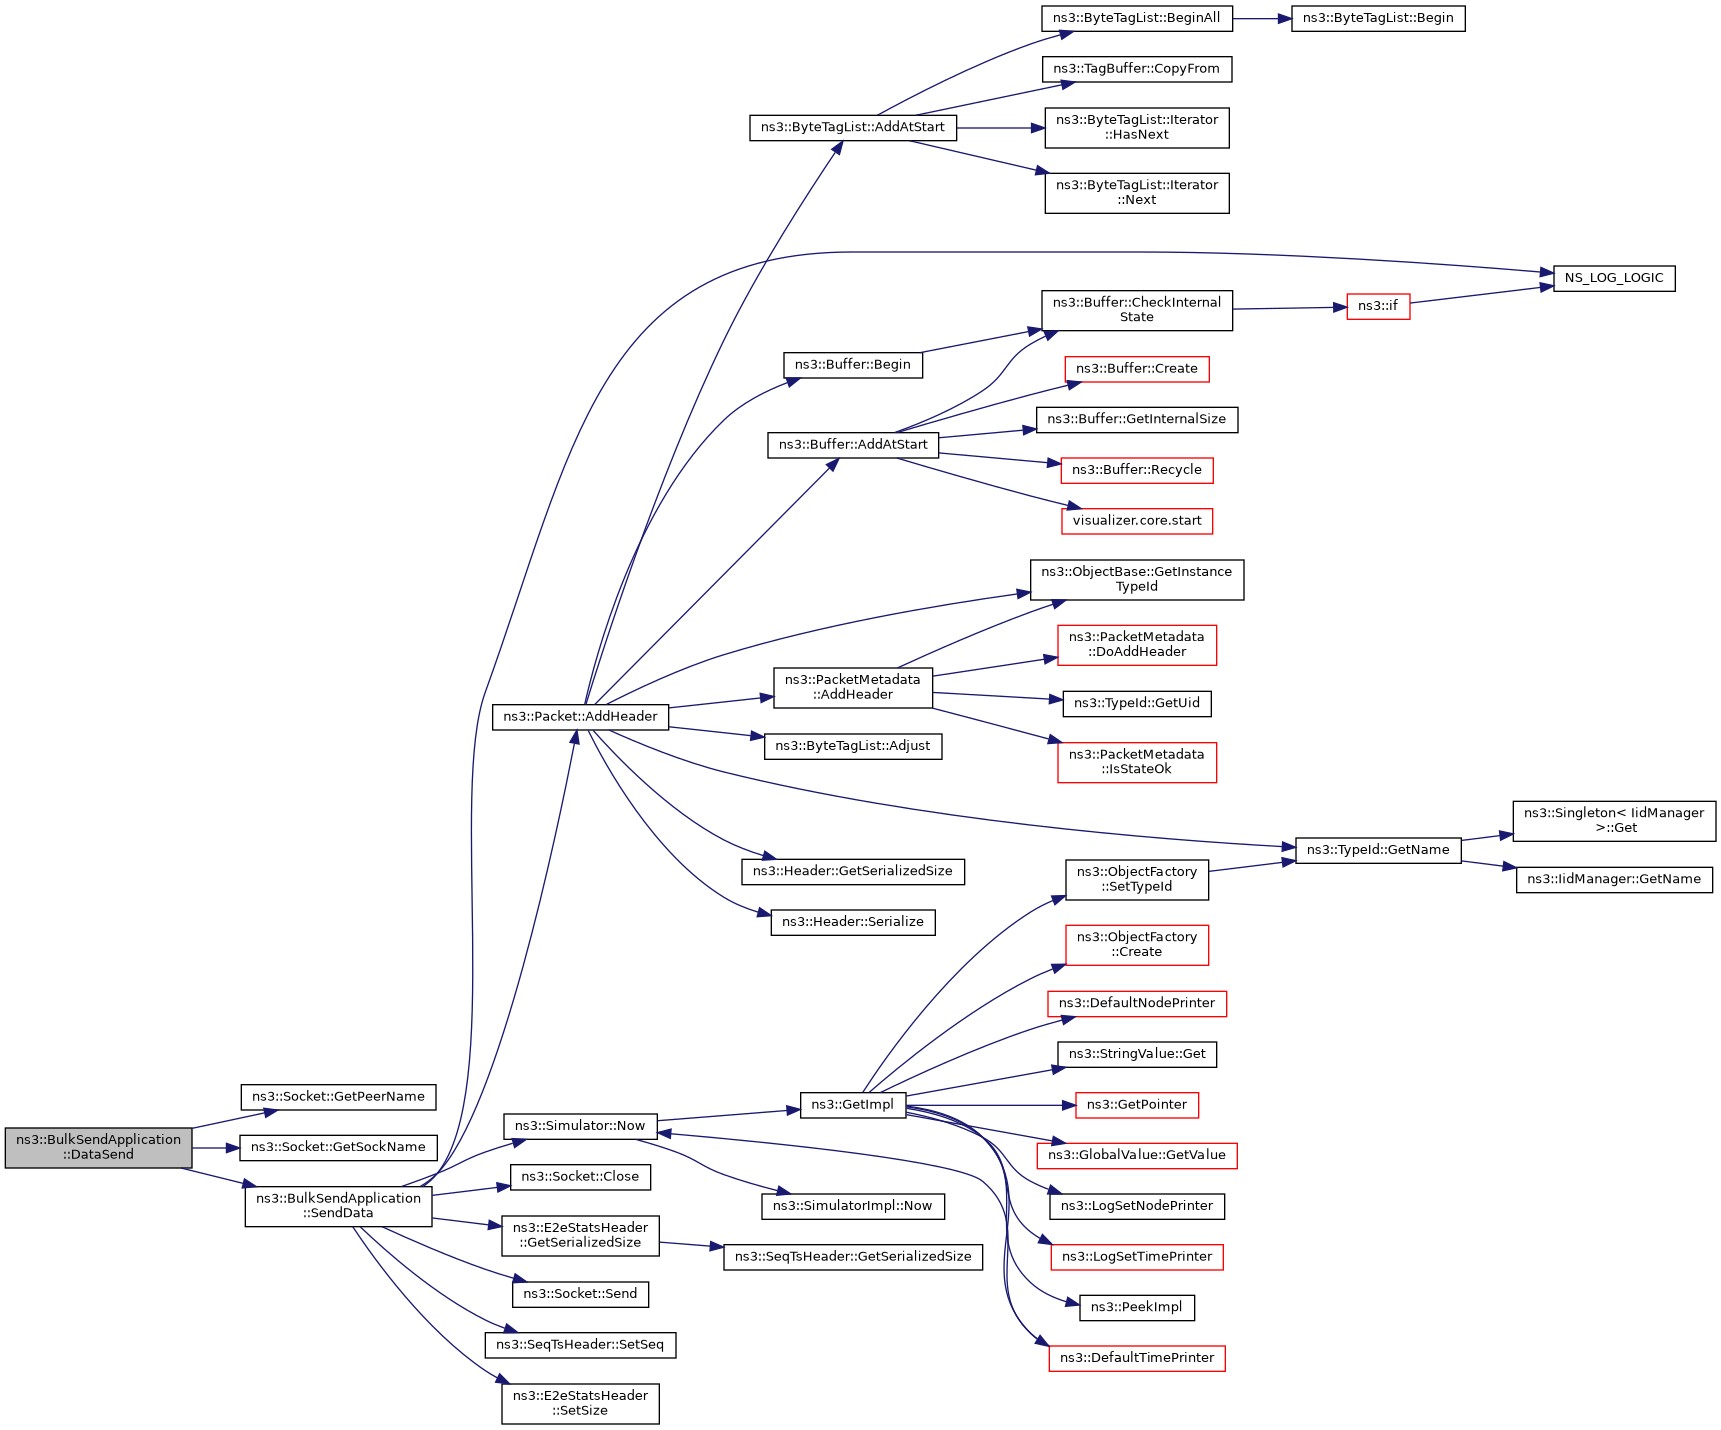 ns3::ByteTagList::BeginAll
ns3::ByteTagList::Begin
ns3::TagBuffer::CopyFrom
ns3::ByteTagList::AddAtStart
ns3::ByteTagList::Iterator
::HasNext
ns3::ByteTagList::Iterator
::Next
NS_LOG_LOGIC
ns3::Buffer::CheckInternal
State
ns3::if
ns3::Buffer::Begin
ns3::Buffer::Create
ns3::Buffer::GetInternalSize
ns3::Buffer::AddAtStart
ns3::Buffer::Recycle
visualizer.core.start
ns3::ObjectBase::GetInstance
TypeId
ns3::PacketMetadata
::DoAddHeader
ns3::PacketMetadata
::AddHeader
ns3::TypeId::GetUid
ns3::Packet::AddHeader
ns3::ByteTagList::Adjust
ns3::PacketMetadata
::IsStateOk
ns3::Singleton< IidManager
>::Get
ns3::TypeId::GetName
ns3::IidManager::GetName
ns3::Header::GetSerializedSize
ns3::ObjectFactory
::SetTypeId
ns3::Header::Serialize
ns3::ObjectFactory
::Create
ns3::DefaultNodePrinter
ns3::StringValue::Get
ns3::Socket::GetPeerName
ns3::GetImpl
ns3::GetPointer
ns3::Simulator::Now
ns3::BulkSendApplication
::DataSend
ns3::Socket::GetSockName
ns3::GlobalValue::GetValue
ns3::Socket::Close
ns3::BulkSendApplication
::SendData
ns3::SimulatorImpl::Now
ns3::LogSetNodePrinter
ns3::E2eStatsHeader
::GetSerializedSize
ns3::SeqTsHeader::GetSerializedSize
ns3::LogSetTimePrinter
ns3::Socket::Send
ns3::PeekImpl
ns3::SeqTsHeader::SetSeq
ns3::DefaultTimePrinter
ns3::E2eStatsHeader
::SetSize